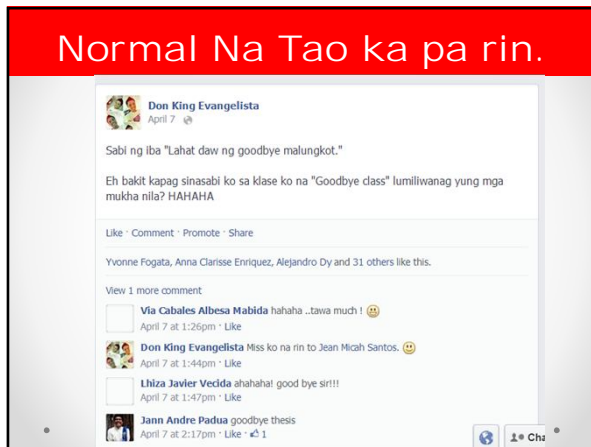 Normal Na Tao ka pa rin.
Don King Evangelista
April 7
Sabi ng iba "Lahat daw ng goodbye malungkot."
Eh bakit kapag sinasabi ko sa klase ko na "Goodbye class" lumiliwanag yung mga
mukha nila? HAHAHA
Like · Comment · Promote · Share
Yvonne Fogata, Anna Clarisse Enriquez, Alejandro Dy and 31 others like this.
View 1 more comment
Via Cabales Albesa Mabida hahaha ..tawa much !
April 7 at 1:26pm · Like
Don King Evangelista Miss ko na rin to Jean Micah Santos.
April 7 at 1:44pm · Like
Lhiza Javier Vecida ahahaha! good bye sir!!!
April 7 at 1:47pm · Like
Jann Andre Padua goodbye thesis
April 7 at 2:17pm · Like · 1
Cha